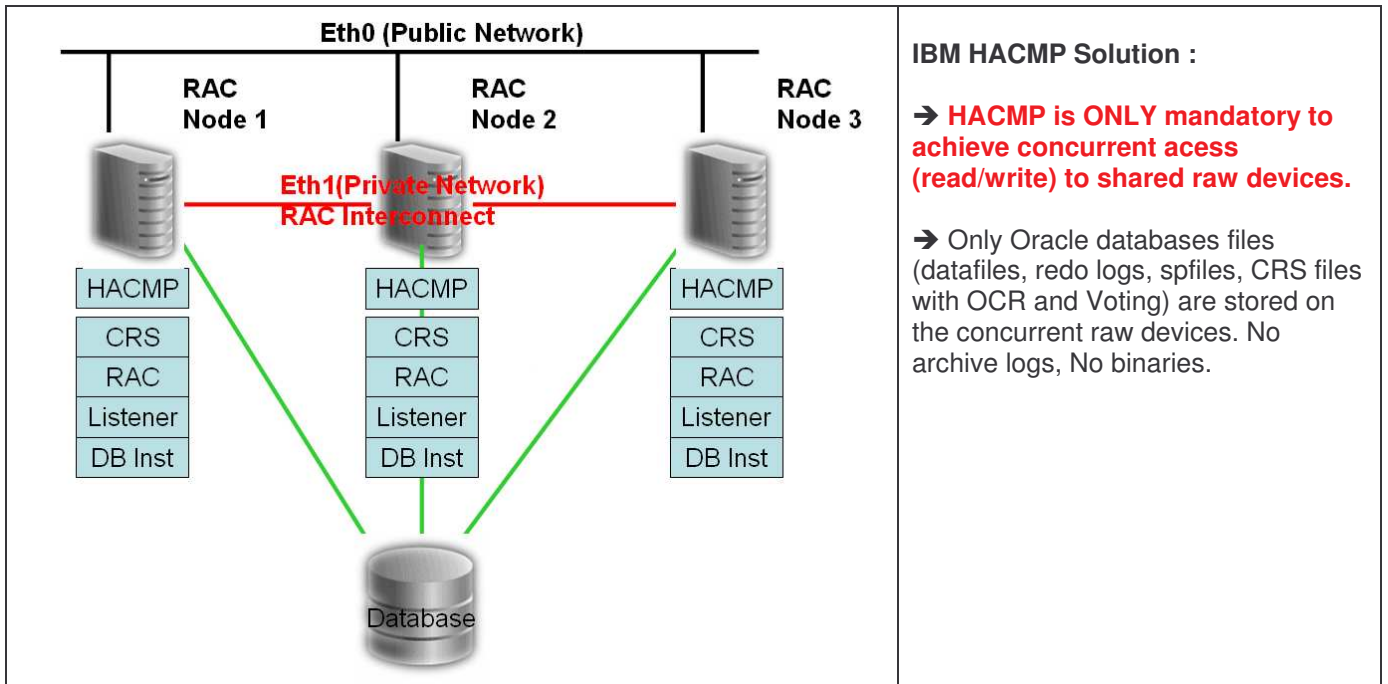 Eth0 (Public Network)
RAC
Node 1
RAC
Node 2
RAC
Node 3
Eth1(Private Network)
RAC Interconnect
HACMP
CRS
RAC
Listener
DB Inst
HACMP
CRS
RAC
Listener
DB Inst
HACMP
CRS
RAC
Listener
DB Inst
Database
IBM HACMP Solution :
➔ HACMP is ONLY mandatory to
achieve concurrent acess
(read/write) to shared raw devices.
➔ Only Oracle databases files
(datafiles, redo logs, spfiles, CRS files
with OCR and Voting) are stored on
the concurrent raw devices. No
archive logs, No binaries.